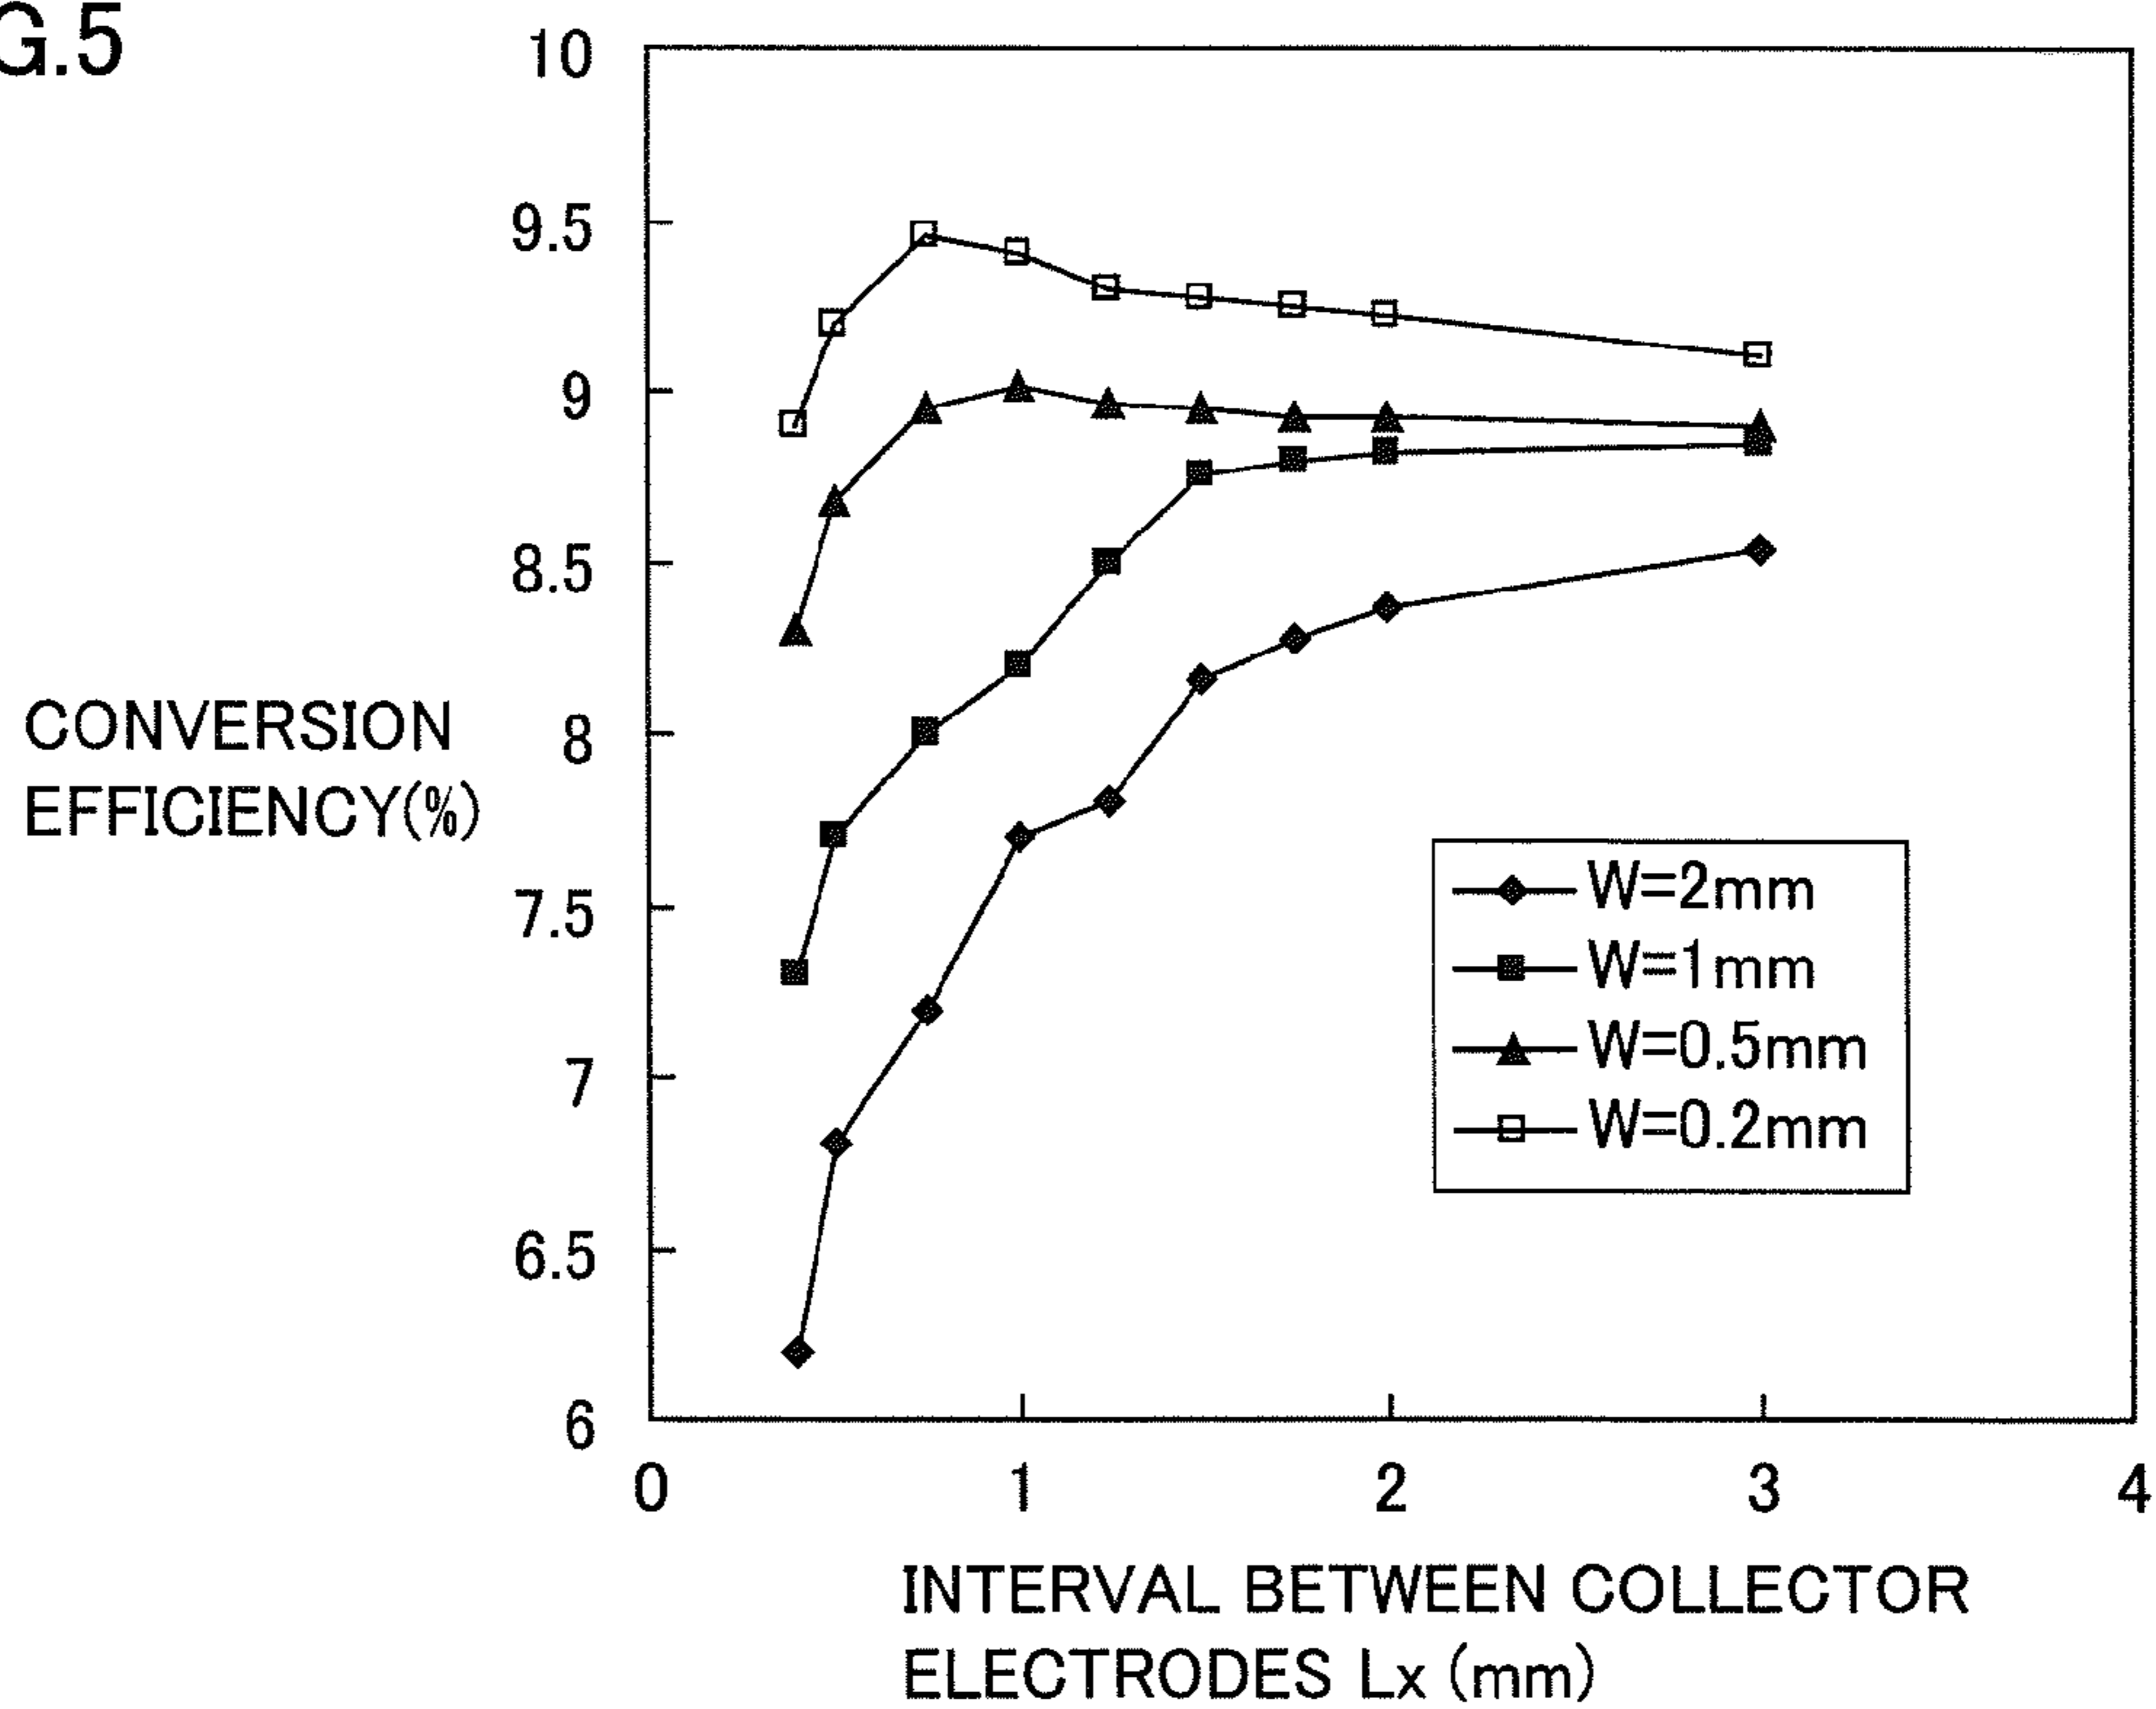 G.5
10
9.5
9
8.5
8
7.5
7
6.5
6
CONVERSION
EFFICIENCY(%)
W=2mm
W=1mm
W=0.5mm
W=0.2mm
0 1 2 3 4
INTERVAL BETWEEN COLLECTOR
ELECTRODES Lx (mm)